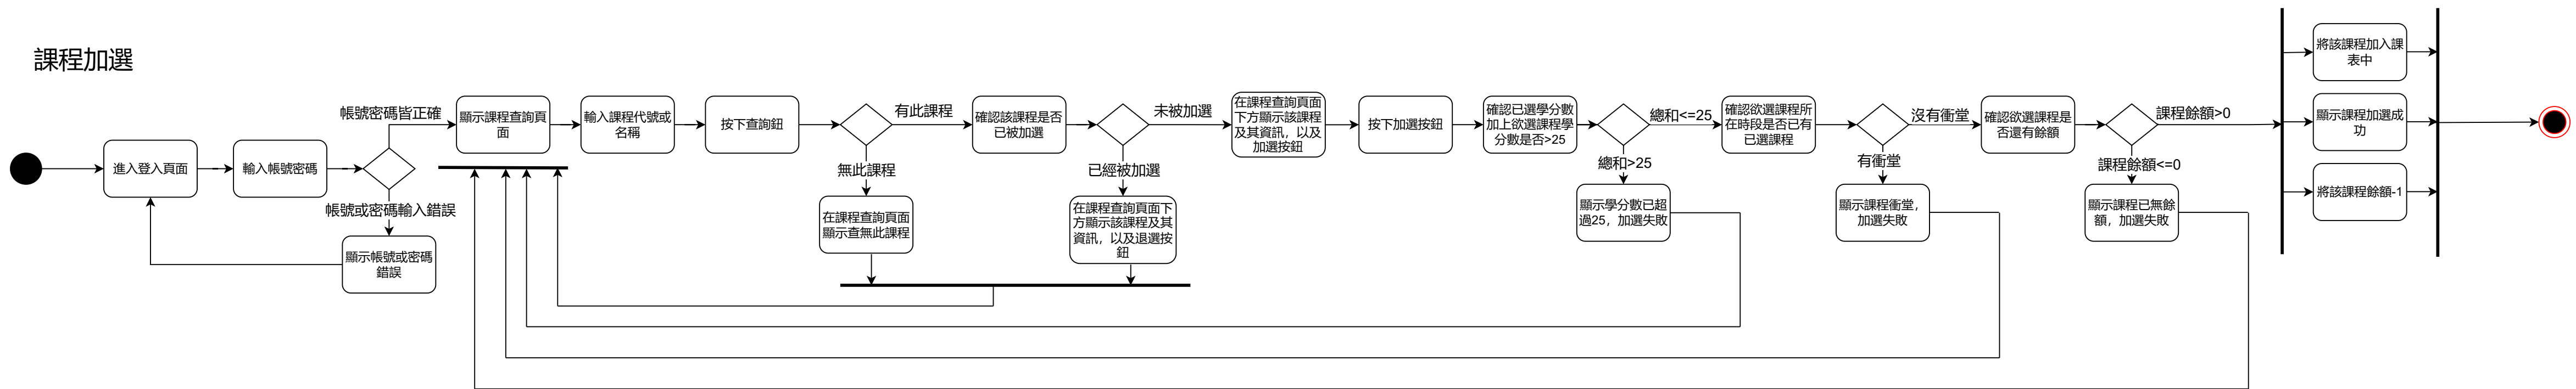 課程加選
進入登入頁面
輸入帳號密碼
帳號密碼皆正確
帳號或密碼輸入錯誤
顯示帳號或密碼
錯誤
顯示課程查詢頁
面
輸入課程代號或
名稱
按下查詢鈕
有此課程
無此課程
在課程查詢頁面
顯示查無此課程
確認該課程是否
已被加選
未被加選
已經被加選
在課程查詢頁面下
方顯示該課程及其
資訊，以及退選按
鈕
在課程查詢頁面
下方顯示該課程
及其資訊，以及
加選按鈕
按下加選按鈕
確認已選學分數
加上欲選課程學
分數是否>25
總和<=25
總和>25
顯示學分數已超
過25，加選失敗
確認欲選課程所
在時段是否已有
已選課程
沒有衝堂
有衝堂
顯示課程衝堂，
加選失敗
確認欲選課程是
否還有餘額
課程餘額>0
課程餘額<=0
顯示課程已無餘
額，加選失敗
將該課程加入課
表中
顯示課程加選成
功
將該課程餘額-1